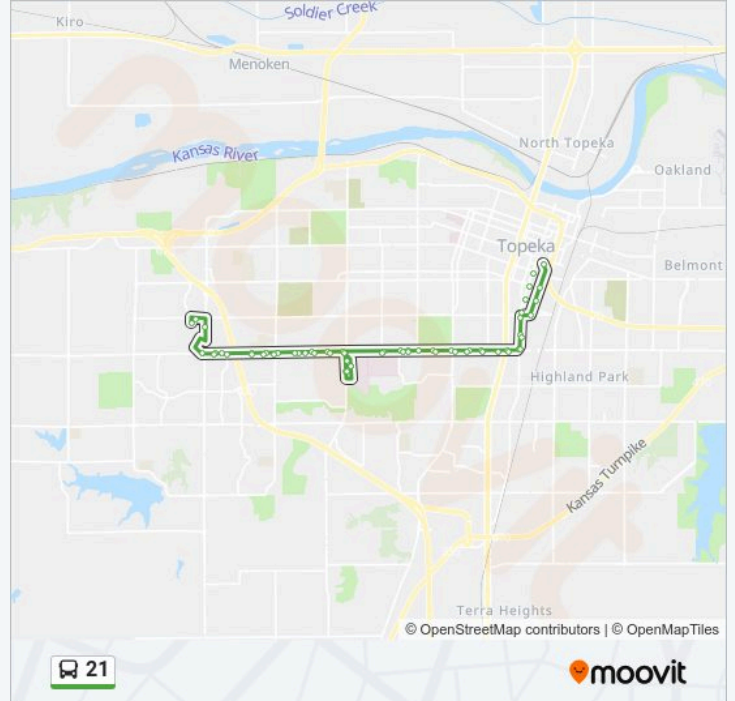 Soldier Creek
Kiro
Menoken
Kansas River
North Topeka
Oakland
Topeka
Belmont
Highland Park
Kansas Turnpike
Terra Heights
© OpenStreetMap contributors | © OpenMapTiles
21
moovit